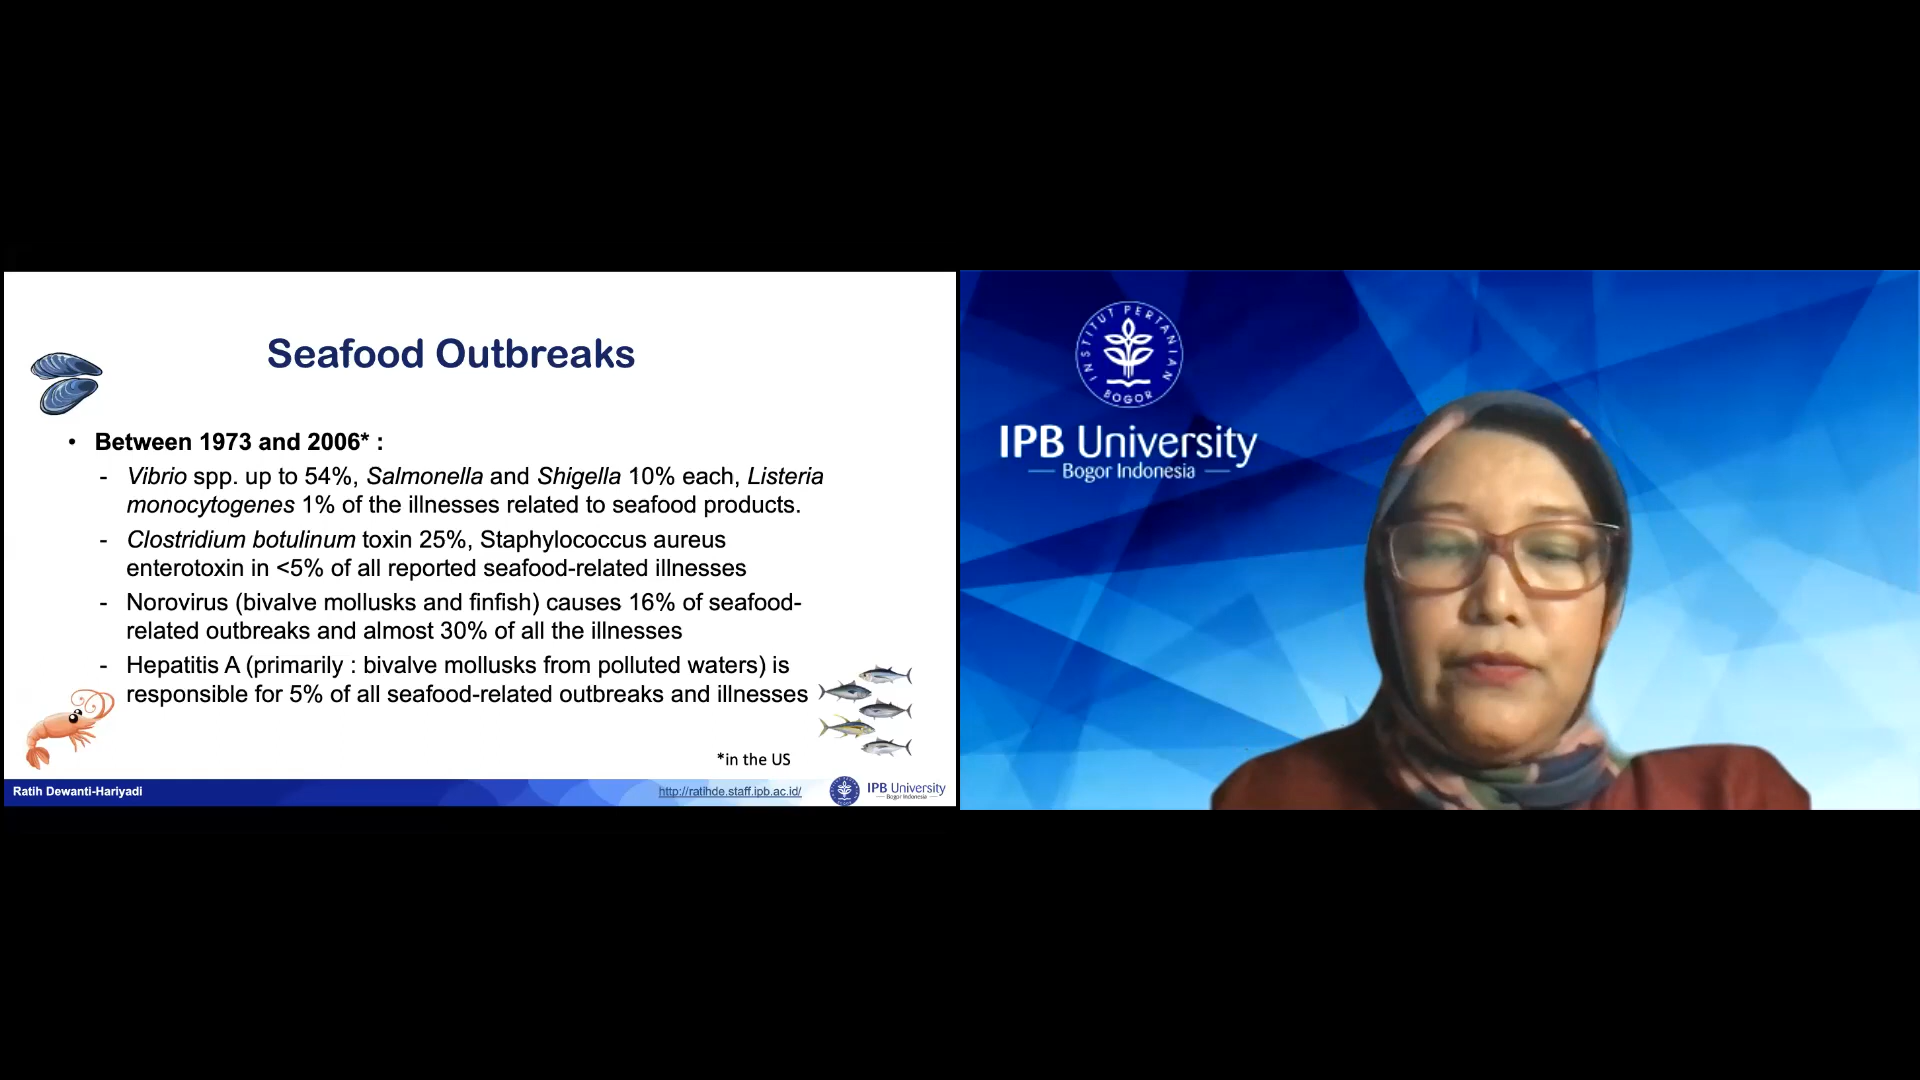 Seafood Outbreaks
• Between 1973 and 2006* :
- Vibrio spp. up to 54%, Salmonella and Shigella 10% each, Listeria
monocytogenes 1% of the illnesses related to seafood products.
- Clostridium botulinum toxin 25%, Staphylococcus aureus
enterotoxin in <5% of all reported seafood-related illnesses
- Norovirus (bivalve mollusks and finfish) causes 16% of seafood-
related outbreaks and almost 30% of all the illnesses
- Hepatitis A (primarily : bivalve mollusks from polluted waters) is
responsible for 5% of all seafood-related outbreaks and illnesses
*in the US
Ratih Dewanti-Hariyadi
http://ratihde.staff.ipb.ac.id/
IPB University
Bogor Indonesia
INSTITUT PERTANIAN
BOGOR
IPB University
Bogor Indonesia